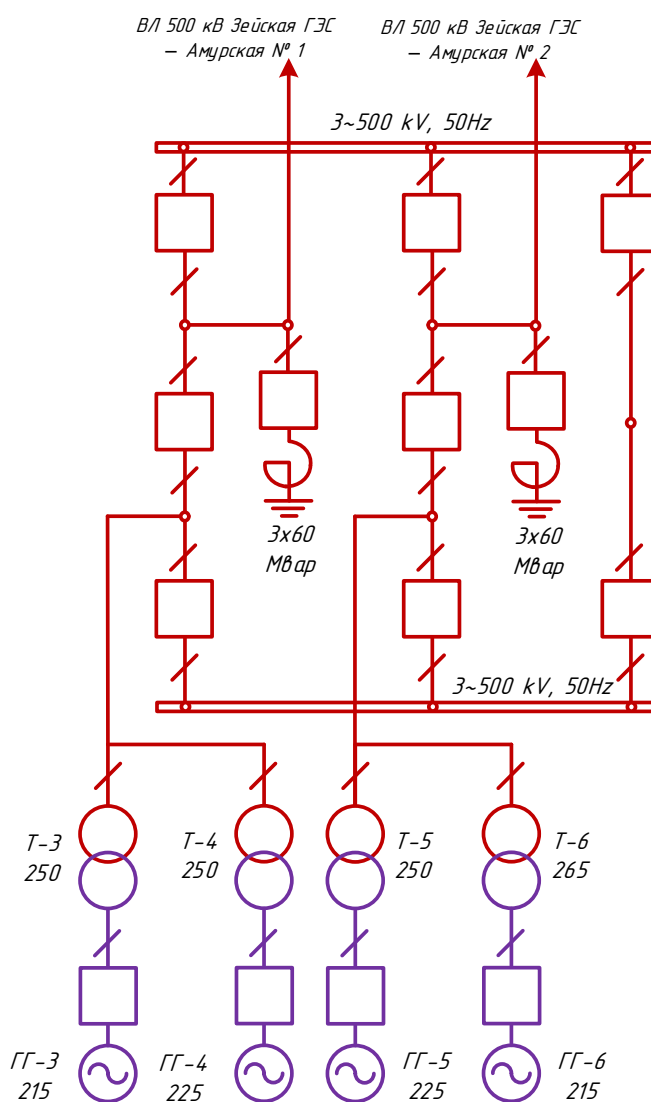 ВЛ 500 кВ Зейская ГЭС
– Амурская № 1
ВЛ 500 кВ Зейская ГЭС
– Амурская № 2
3~500 kV, 50Hz
3х60
Мвар
3х60
Мвар
3~500 kV, 50Hz
Т-3
250
Т-4
250
Т-5
250
Т-6
265
ГГ-3
215
ГГ-4
225
ГГ-5
225
ГГ-6
215